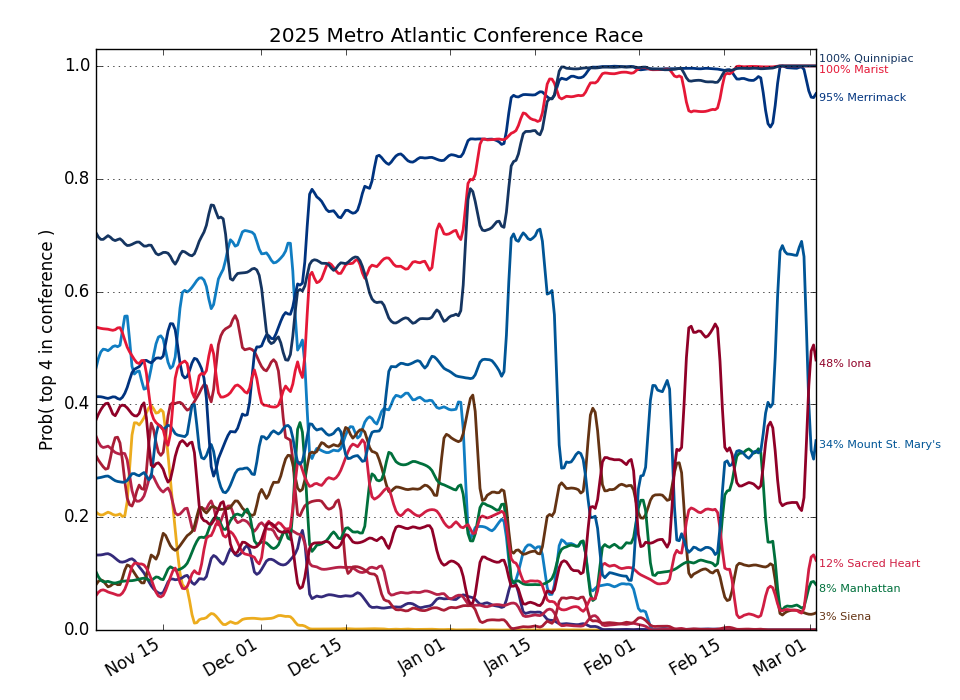 2025 Metro Atlantic Conference Race
Prob( top 4 in conference )
1.0
0.8
0.6
0.4
0.2
0.0
Nov 15
Dec 01
Dec 15
Jan 01
Jan 15
Feb 01
Feb 15
Mar 01
100% Quinnipiac
100% Marist
95% Merrimack
48% Iona
34% Mount St. Mary's
12% Sacred Heart
8% Manhattan
3% Siena